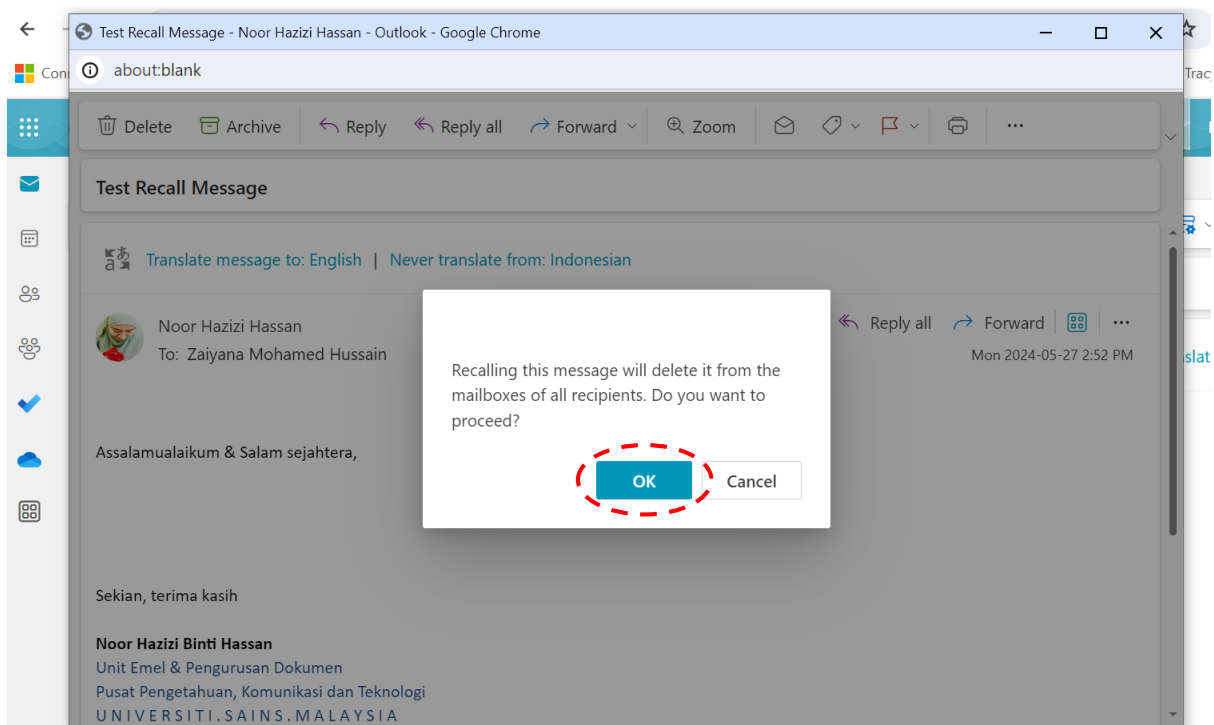 Test Recall Message - Noor Hazizi Hassan - Outlook - Google Chrome
about:blank
Delete Archive Reply Reply all Forward Zoom
Test Recall Message
Translate message to: English | Never translate from: Indonesian
Noor Hazizi Hassan
To: Zaiyana Mohamed Hussain
Reply all Forward
Mon 2024-05-27 2:52 PM
Recalling this message will delete it from the
mailboxes of all recipients. Do you want to
proceed?
OK Cancel
Assalamualaikum & Salam sejahtera,
Sekian, terima kasih
Noor Hazizi Binti Hassan
Unit Emel & Pengurusan Dokumen
Pusat Pengetahuan, Komunikasi dan Teknologi
U N I V E R S I T I . S A I N S . M A L A Y S I A